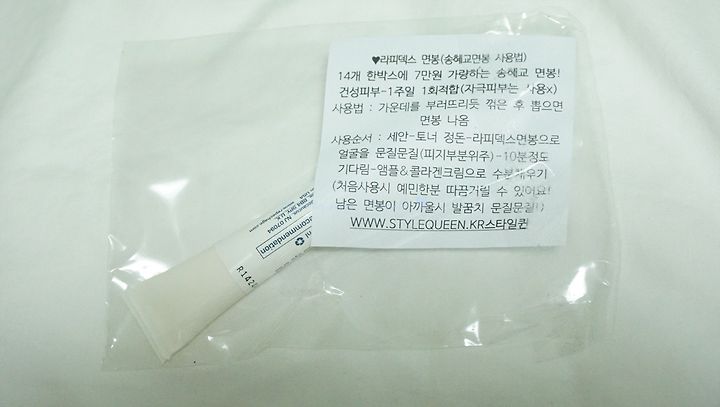 ♥라피덱스 면봉(송혜교면봉 사용법)
14개 한박스에 7만원 가량하는 송혜교 면봉!
건성피부-1주일 1회적합(자극피부는 사용x)
사용법 : 가운데를 부러뜨리듯 꺾은 후 뽑으면
면봉 나옴
사용순서 : 세안-토너 정돈-라피덱스면봉으로
얼굴을 문질문질(피지부분위주)-10분정도
기다림-앰플&콜라겐크림으로 수분채우기
(처음사용시 예민한분 따끔거릴 수 있어요!
남은 면봉이 아까울시 발꿈치 문질문질!)
WWW.STYLEQUEEN.KR스타일퀸
NJ 07094
commendation
R142